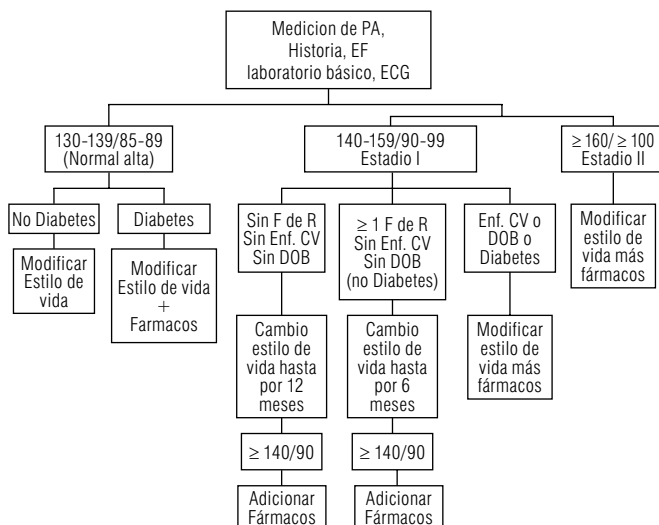 Medicion de PA,
Historia, EF
laboratorio básico, ECG
130-139/85-89
(Normal alta)
140-159/90-99
Estadio I
≥ 160/ ≥ 100
Estadio II
No Diabetes
Diabetes
Sin F de R
Sin Enf. CV
Sin DOB
≥ 1 F de R
Sin Enf. CV
Sin DOB
(no Diabetes)
Enf. CV o
DOB o
Diabetes
Modificar
estilo de
vida más
fármacos
Modificar
Estilo de
vida
Modificar
Estilo de vida
+
Farmacos
Cambio
estilo de
vida hasta
por 12
meses
Cambio
estilo de
vida hasta
por 6
meses
Modificar
estilo de
vida más
fármacos
≥ 140/90
≥ 140/90
Adicionar
Fármacos
Adicionar
Fármacos